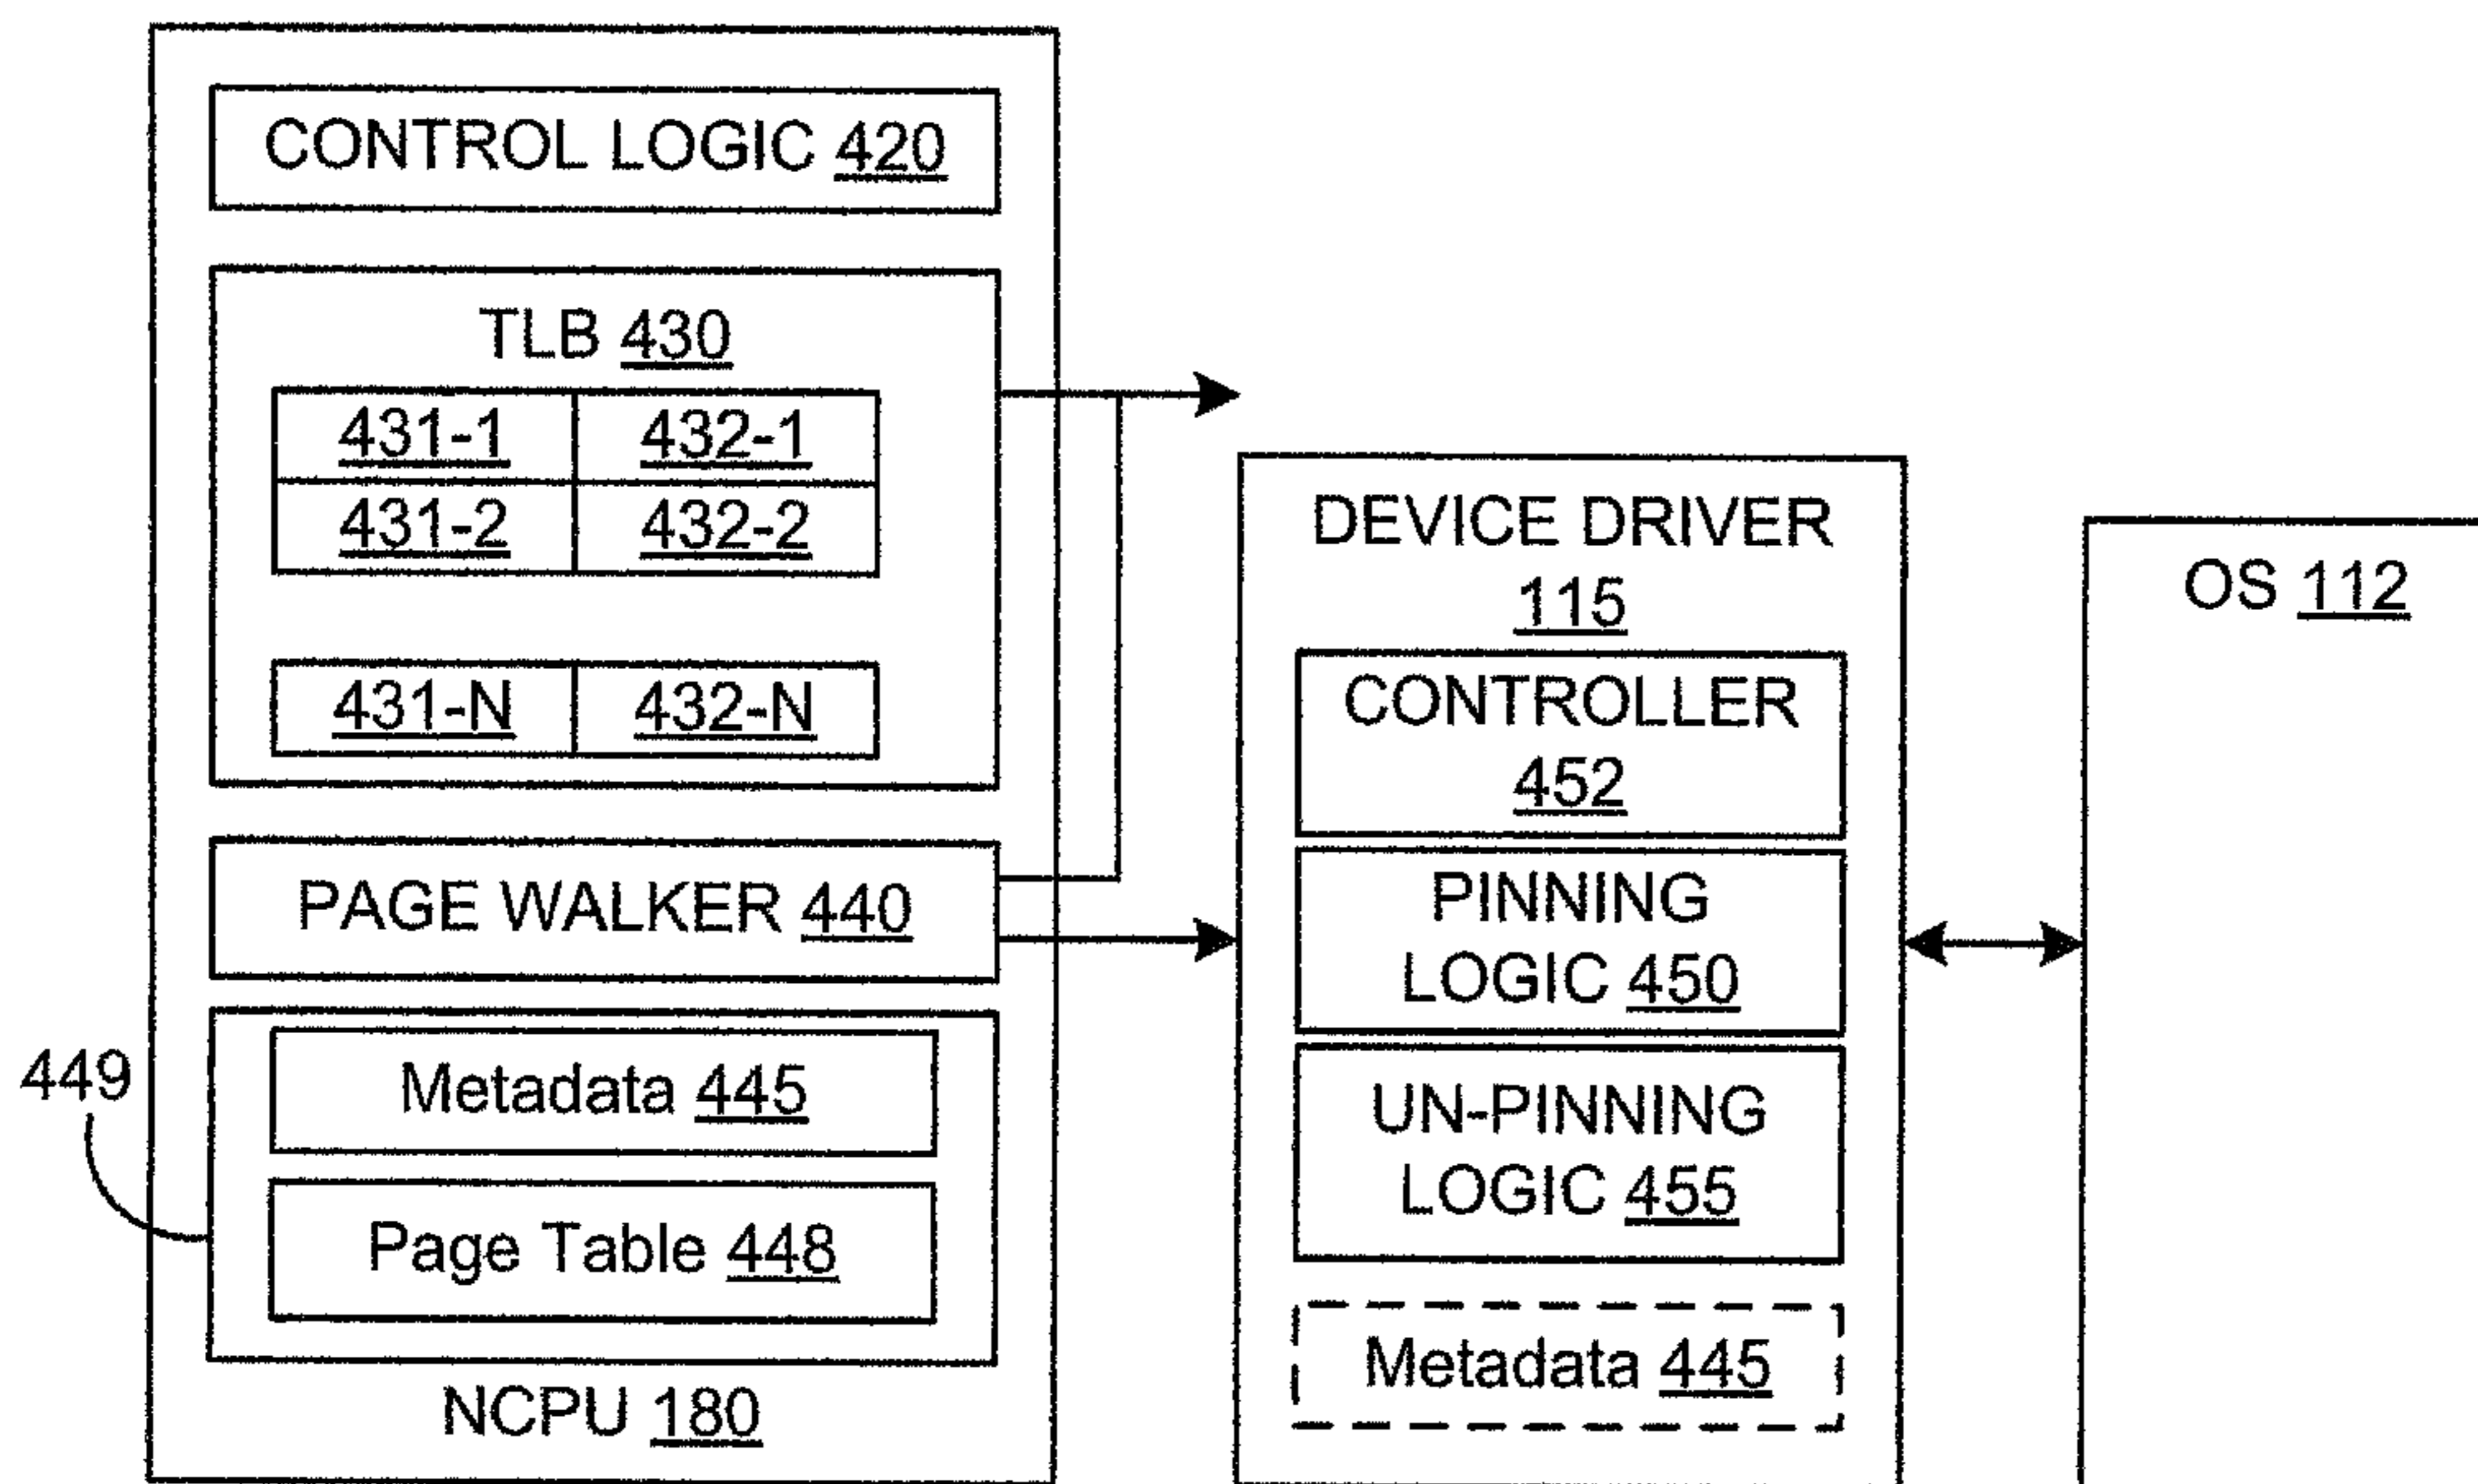 CONTROL LOGIC 420
TLB 430
431-1 432-1
431-2 432-2
431-N 432-N
PAGE WALKER 440
449
Metadata 445
Page Table 448
NCPU 180
DEVICE DRIVER
115
CONTROLLER
452
PINNING
LOGIC 450
UN-PINNING
LOGIC 455
Metadata 445
OS 112